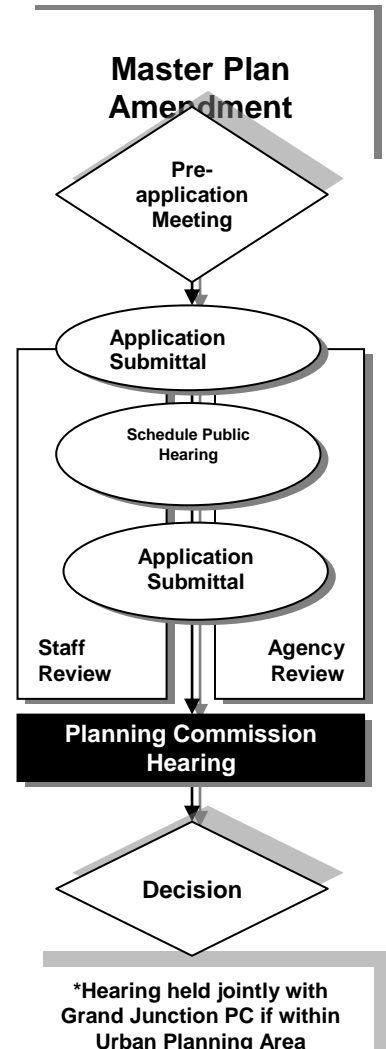 Master Plan
Amendment
Pre-
application
Meeting
Application
Submittal
Schedule Public
Hearing
Application
Submittal
Staff
Review
Agency
Review
Planning Commission
Hearing
Decision
*Hearing held jointly with
Grand Junction PC if within
Urban Planning Area